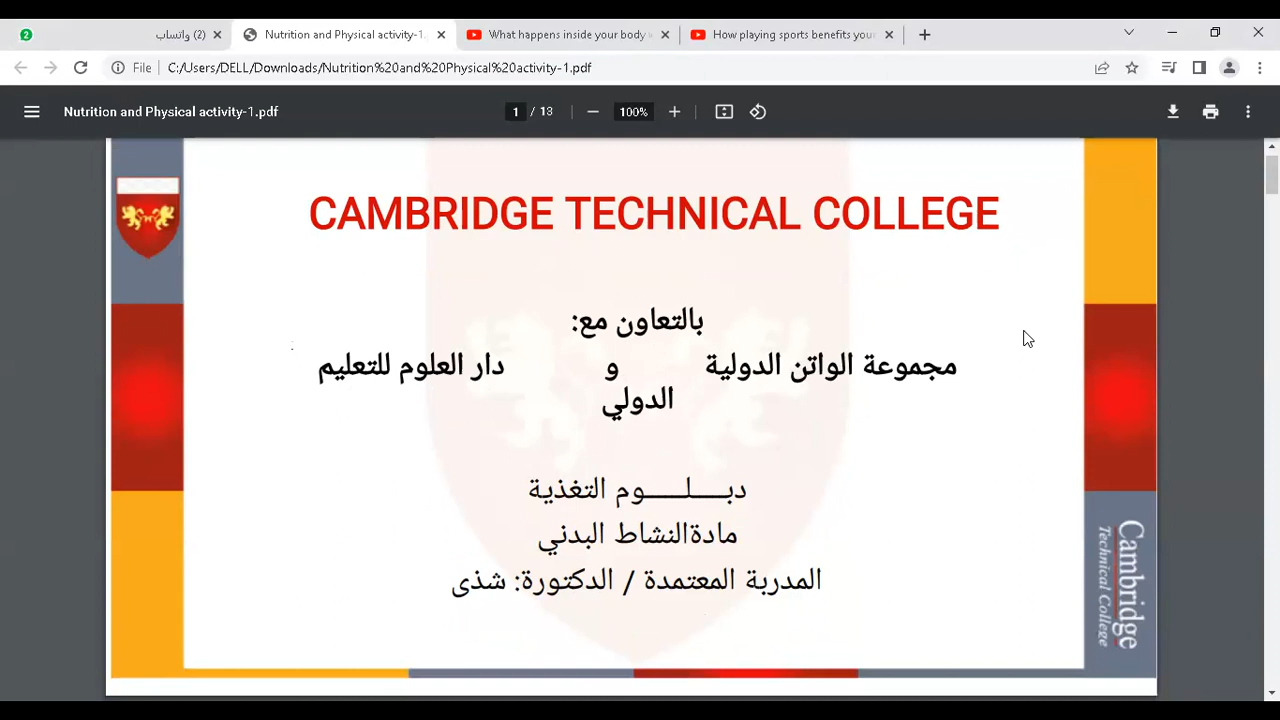 2
(2) واتساب
Nutrition and Physical activity-1.
What happens inside your body
How playing sports benefits your
File
C:/Users/DELL/Downloads/Nutrition%20and%20Physical%20activity-1.pdf
Nutrition and Physical activity-1.pdf
1 / 13
100%
CAMBRIDGE TECHNICAL COLLEGE
بالتعاون مع:
مجموعة الواتن الدولية و دار العلوم للتعليم
الدولي
دبـــــلـــــــوم التغذية
مادةالنشاط البدني
المدربة المعتمدة / الدكتورة: شذى
Cambridge
Technical College